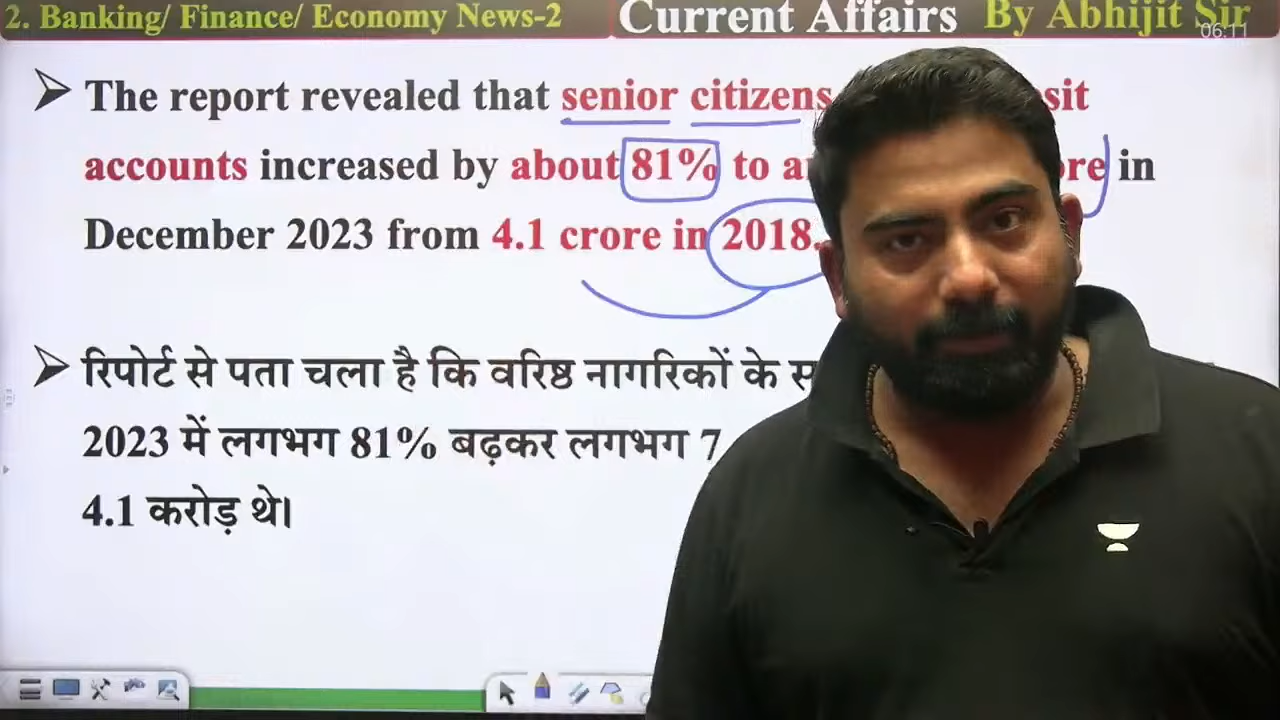 2. Banking/ Finance/ Economy News-2
Current Affairs By Abhijit Sir
06:11
The report revealed that senior citizens
accounts increased by about 81% to in
December 2023 from 4.1 crore in 2018.
रिपोर्ट से पता चला है कि वरिष्ठ नागरिकों के
2023 में लगभग 81% बढ़कर लगभग 7
4.1 करोड़ थे।